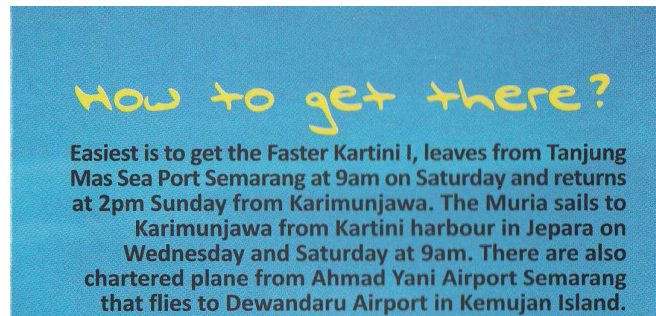 How to get there?
Easiest is to get the Faster Kartini I, leaves from Tanjung
Mas Sea Port Semarang at 9am on Saturday and returns
at 2pm Sunday from Karimunjawa. The Muria sails to
Karimunjawa from Kartini harbour in Jepara on
Wednesday and Saturday at 9am. There are also
chartered plane from Ahmad Yani Airport Semarang
that flies to Dewandaru Airport in Kemujan Island.